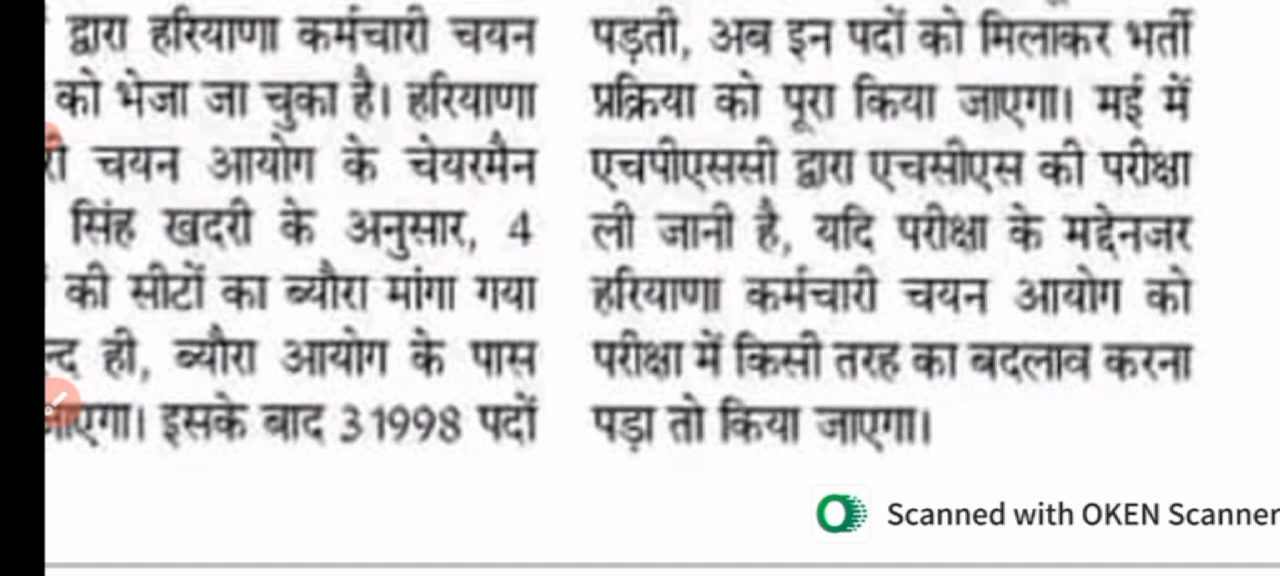 द्वारा हरियाणा कर्मचारी चयन
को भेजा जा चुका है। हरियाणा
चयन आयोग के चेयरमैन
सिंह खदरी के अनुसार, 4
की सीटों का ब्यौरा मांगा गया
ही, ब्यौरा आयोग के पास
इसके बाद 31998 पदों
पड़ती, अब इन पदों को मिलाकर भर्ती
प्रक्रिया को पूरा किया जाएगा। मई में
एचपीएससी द्वारा एचसीएस की परीक्षा
ली जानी है, यदि परीक्षा के मद्देनजर
हरियाणा कर्मचारी चयन आयोग को
परीक्षा में किसी तरह का बदलाव करना
पड़ा तो किया जाएगा।
Scanned with OKEN Scanner